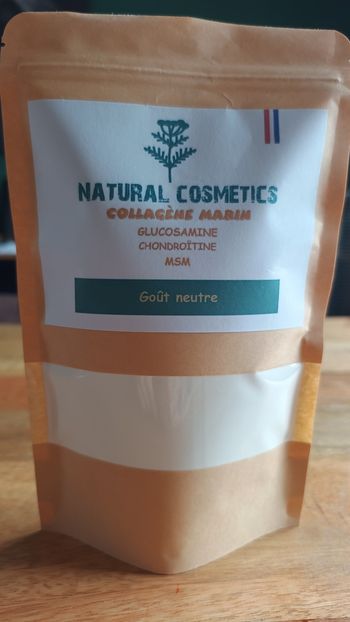 NATURAL COSMETICS
COLLAGÈNE MARIN
GLUCOSAMINE
CHONDROÏTINE
MSM
Goût neutre